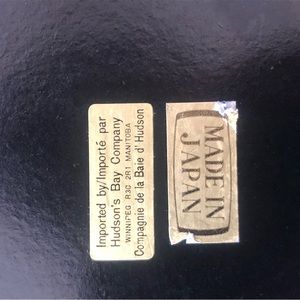 Imported by/Importé par
Hudson's Bay Company
WINNIPEG R3C 2R1 MANITOBA
Compagnie de la Baie d'Hudson
MADE IN
JAPAN